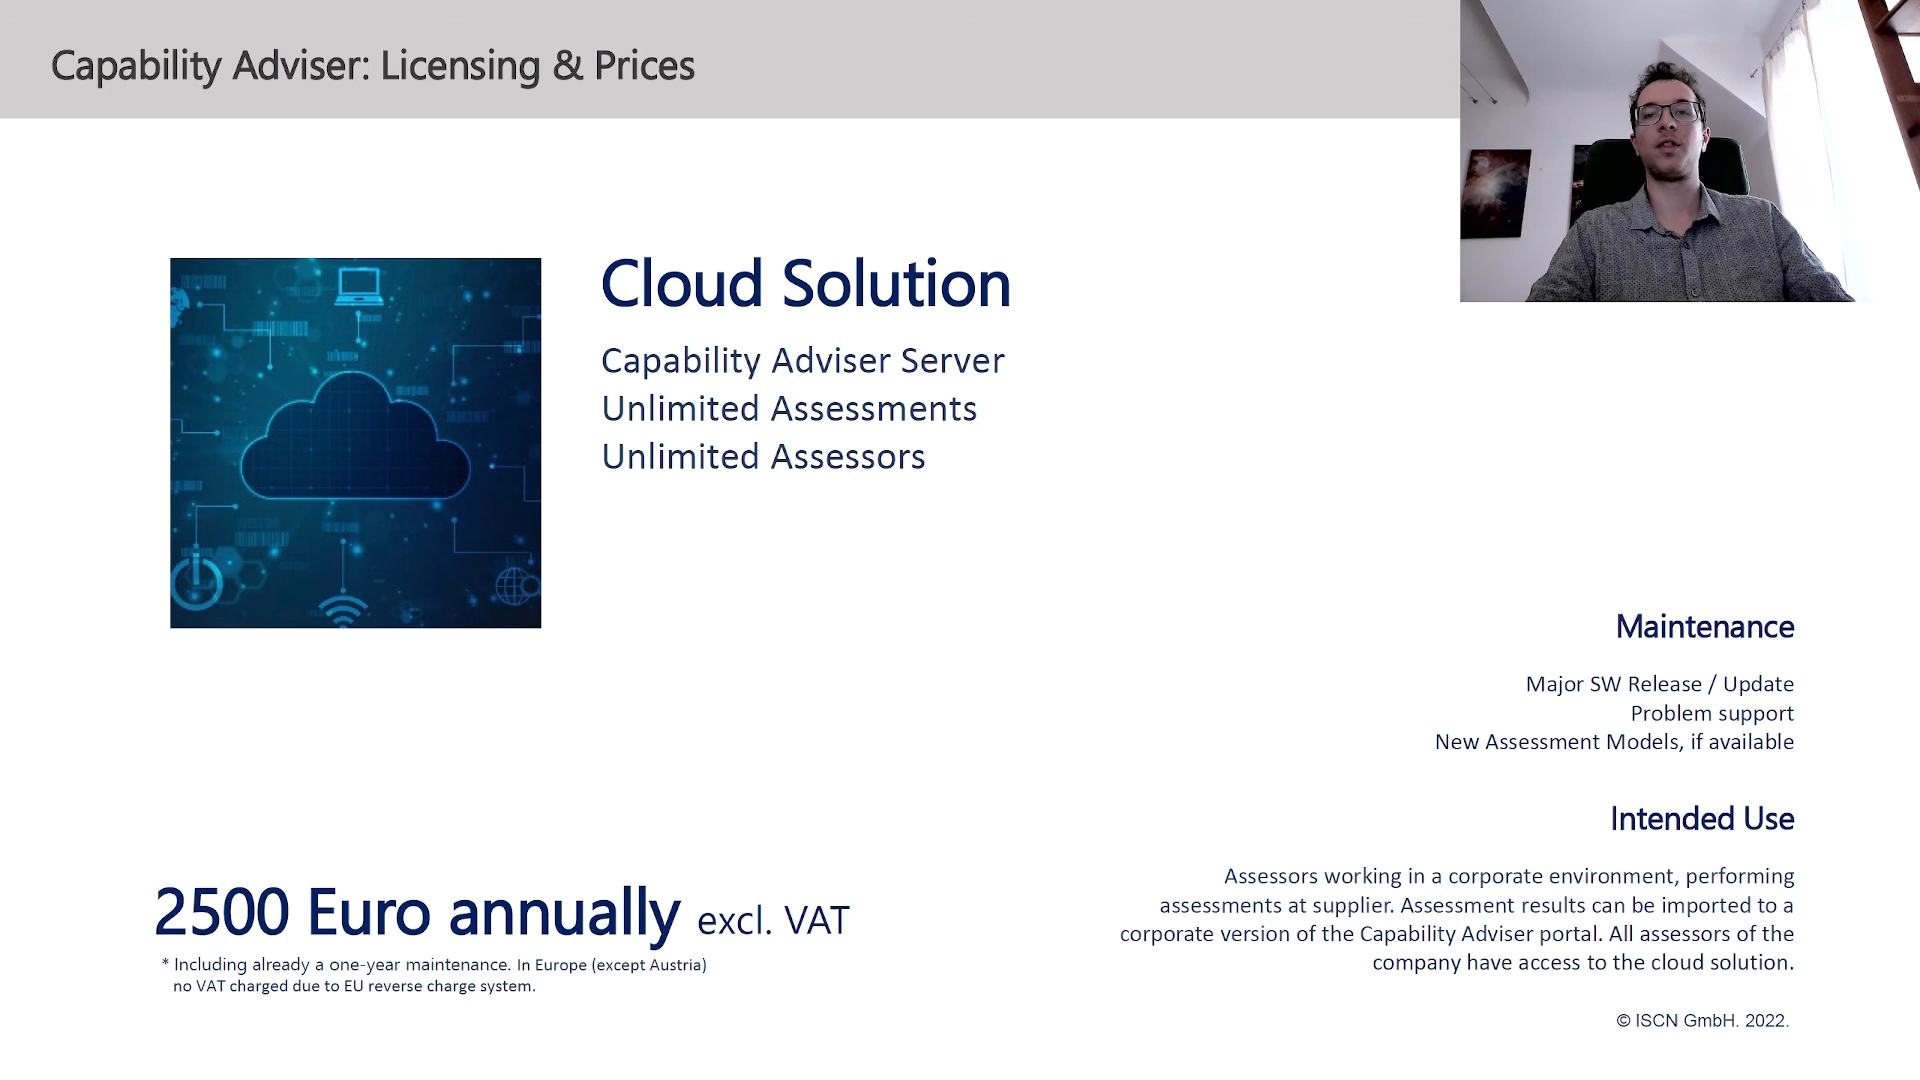 Capability Adviser: Licensing & Prices
Cloud Solution
Capability Adviser Server
Unlimited Assessments
Unlimited Assessors
Maintenance
Major SW Release / Update
Problem support
New Assessment Models, if available
Intended Use
Assessors working in a corporate environment, performing
assessments at supplier. Assessment results can be imported to a
corporate version of the Capability Adviser portal. All assessors of the
company have access to the cloud solution.
2500 Euro annually excl. VAT
* Including already a one-year maintenance. In Europe (except Austria)
no VAT charged due to EU reverse charge system.
© ISCN GmbH. 2022.